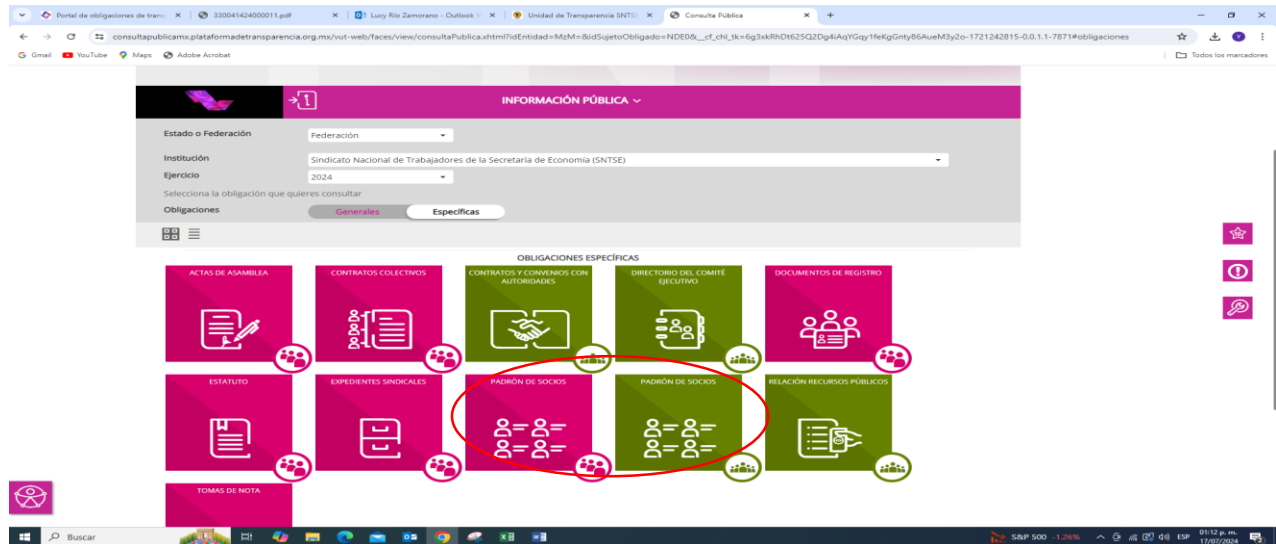 Portal de obligaciones de trans
330041424000011.pdf
Lucy Rio Zamorano - Outlook
Unidad de Transparencia SNTSE
Consulta Pública
consultapublicamx.plataformadetransparencia.org.mx/vut-web/faces/view/consultaPublica.xhtml?idEntidad=MzM=&idSujetoObligado=NDE0&__cf_chl_tk=6g3xkRhDt625Q2Dg4iAqYGqy1feKgGnty86AueM3y2o-1721242815-0.0.1.1-7871#obligaciones
Gmail YouTube Maps Adobe Acrobat Todos los marcadores
INFORMACIÓN PÚBLICA
Estado o Federación Federación
Institución Sindicato Nacional de Trabajadores de la Secretaría de Economía (SNTSE)
Ejercicio 2024
Selecciona la obligación que quieres consultar
Obligaciones Generales Específicas
OBLIGACIONES ESPECÍFICAS
ACTAS DE ASAMBLEA
CONTRATOS COLECTIVOS
CONTRATOS Y CONVENIOS CON
AUTORIDADES
DIRECTORIO DEL COMITÉ
EJECUTIVO
DOCUMENTOS DE REGISTRO
ESTATUTO
EXPEDIENTES SINDICALES
PADRÓN DE SOCIOS
PADRÓN DE SOCIOS
RELACIÓN RECURSOS PÚBLICOS
TOMAS DE NOTA
Buscar
S&P 500 -1.26%
ESP
01:12 p. m.
17/07/2024